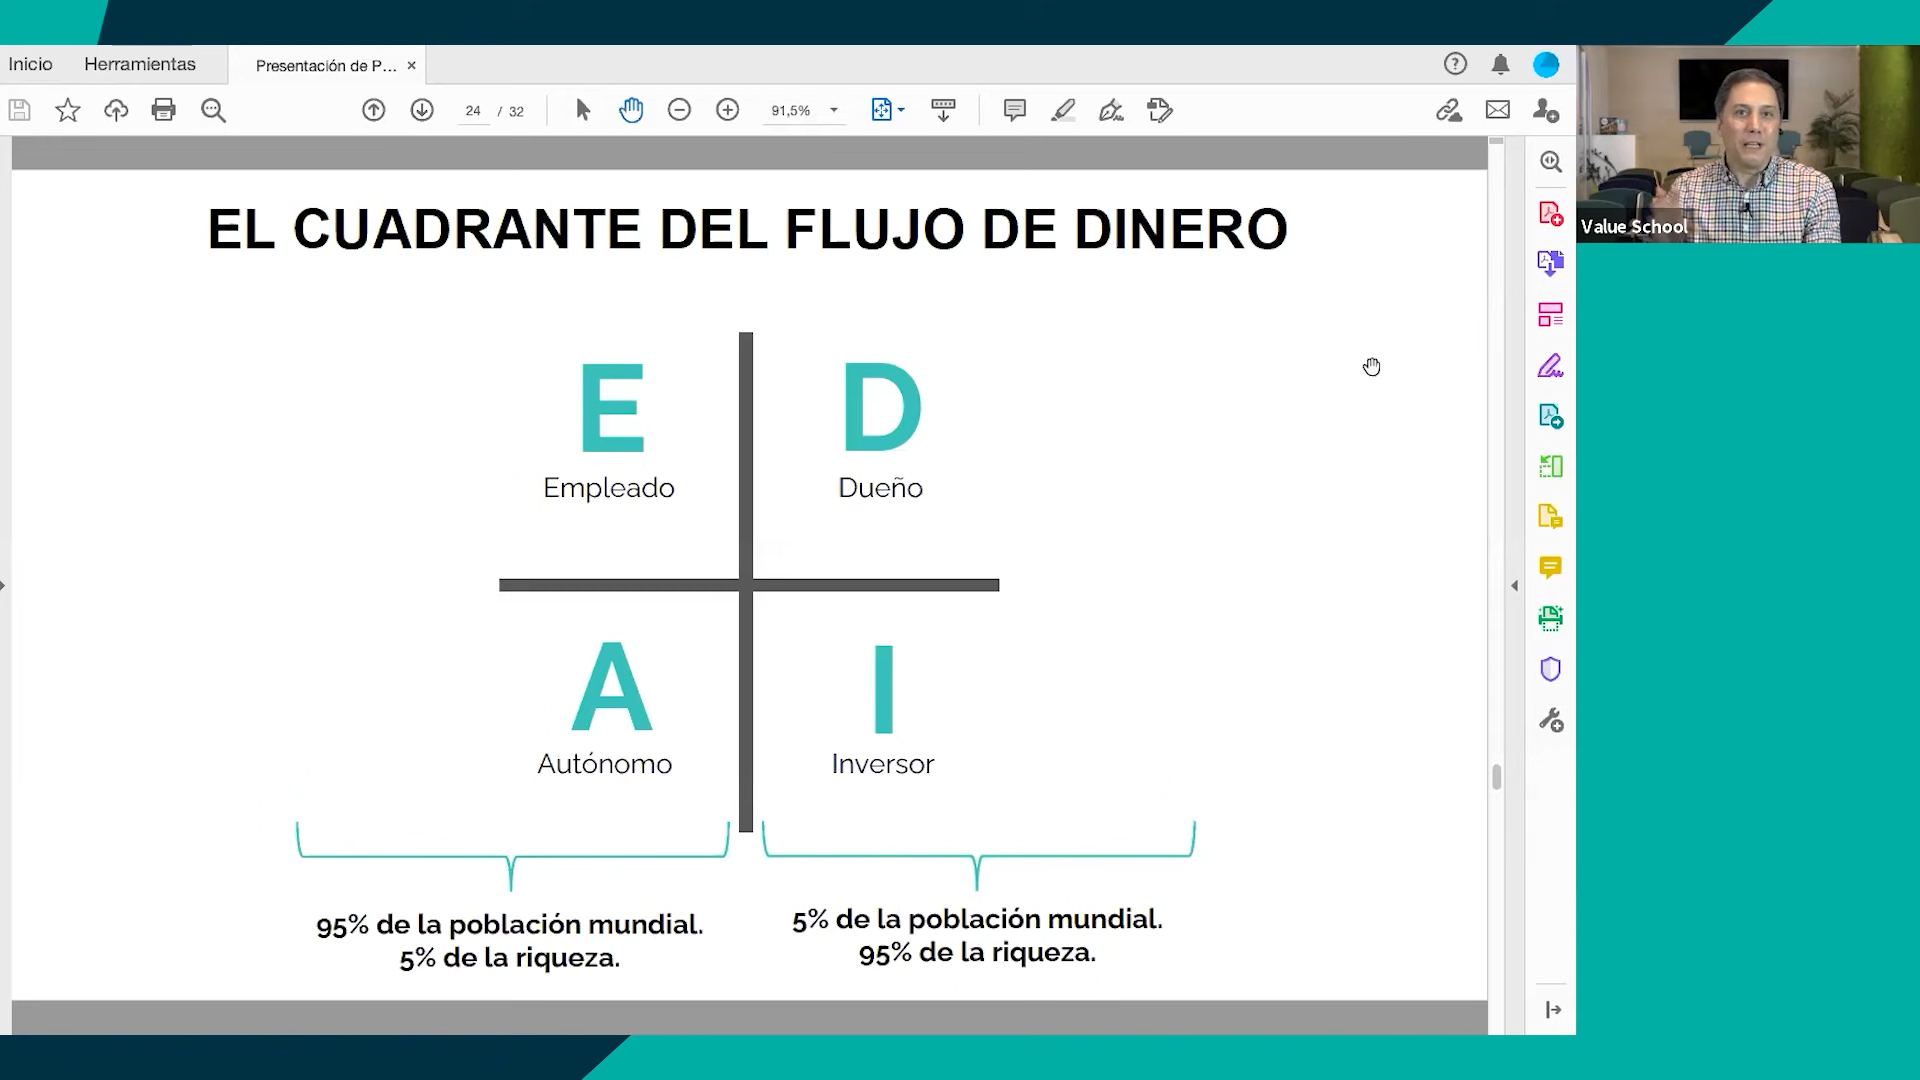 Inicio
Herramientas
Presentación de P...
24 / 32
91,5%
Value School
EL CUADRANTE DEL FLUJO DE DINERO
E
Empleado
D
Dueño
A
Autónomo
I
Inversor
95% de la población mundial.
5% de la riqueza.
5% de la población mundial.
95% de la riqueza.